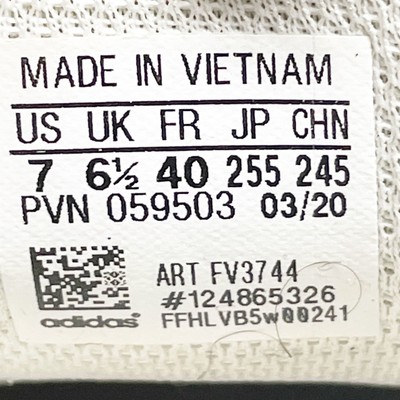 MADE IN VIETNAM
US UK FR JP CHN
7 6½ 40 255 245
PVN 059503 03/20
ART FV3744
#124865326
adidas FFHLVB5w00241